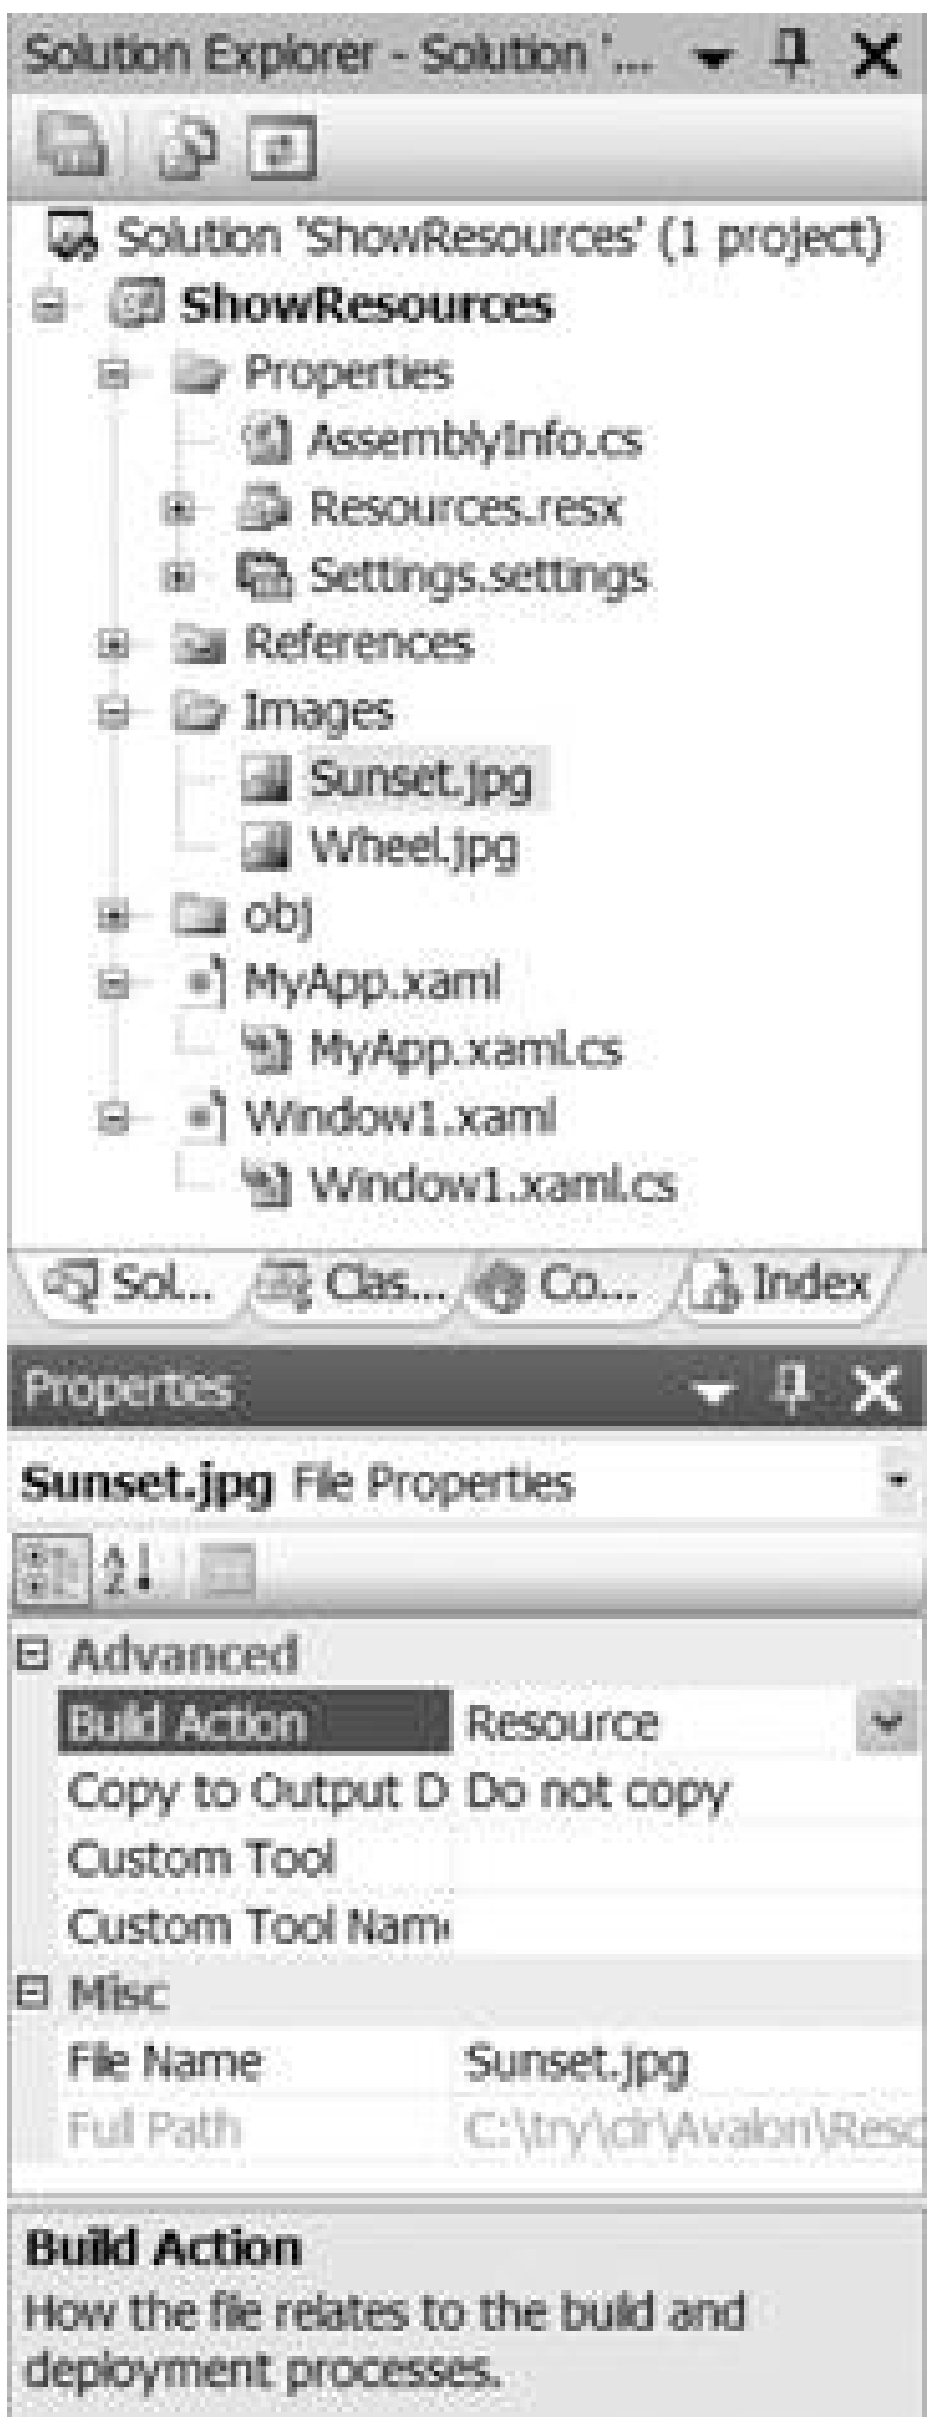 Solution Explorer - Solution '...
Solution 'ShowResources' (1 project)
ShowResources
Properties
AssemblyInfo.cs
Resources.resx
Settings.settings
References
Images
Sunset.jpg
Wheel.jpg
obj
MyApp.xaml
MyApp.xaml.cs
Window1.xaml
Window1.xaml.cs
Sol... Clas... Co... Index
Properties
Sunset.jpg File Properties
Advanced
Build Action Resource
Copy to Output D Do not copy
Custom Tool
Custom Tool Name
Misc
File Name Sunset.jpg
Full Path C:\try\clr\Avalon\Resc
Build Action
How the file relates to the build and
deployment processes.